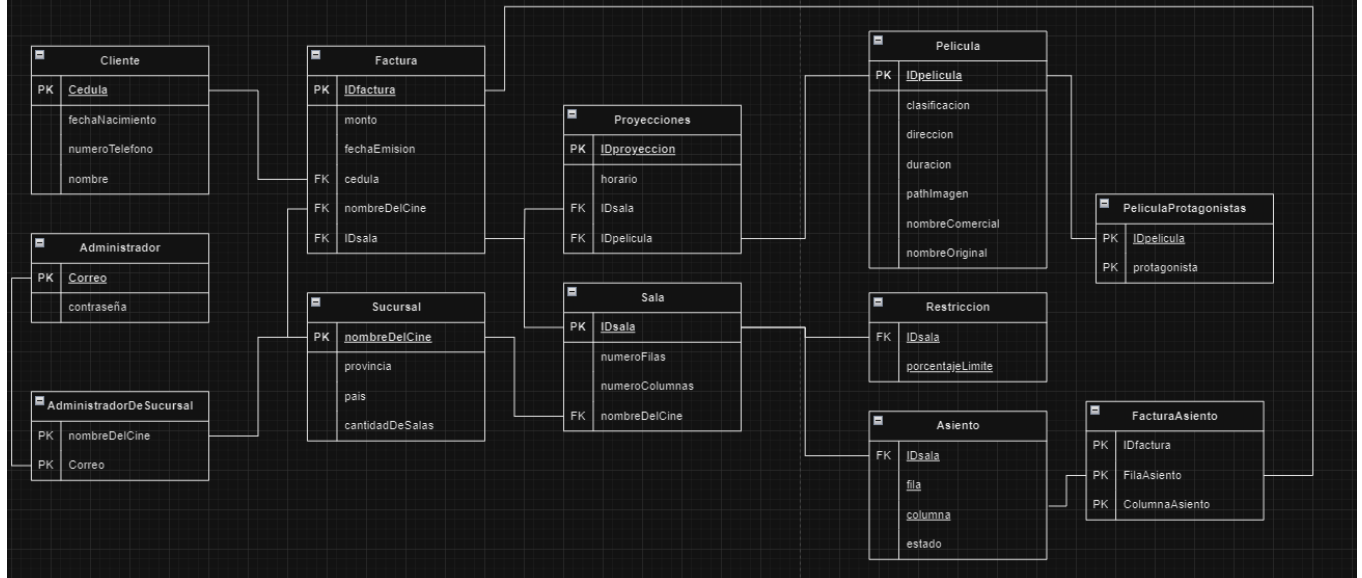 Cliente
PK Cedula
fechaNacimiento
numeroTelefono
nombre
Administrador
PK Correo
contraseña
AdministradorDeSucursal
PK nombreDelCine
PK Correo
Factura
PK IDfactura
monto
fechaEmision
FK cedula
FK nombreDelCine
FK IDsala
Sucursal
PK nombreDelCine
provincia
pais
cantidadDeSalas
Proyecciones
PK IDproyeccion
horario
FK IDsala
FK IDpelicula
Sala
PK IDsala
numeroFilas
numeroColumnas
FK nombreDelCine
Pelicula
PK IDpelicula
clasificacion
direccion
duracion
pathImagen
nombreComercial
nombreOriginal
PeliculaProtagonistas
PK IDpelicula
PK protagonista
Restriccion
FK IDsala
porcentajeLimite
Asiento
FK IDsala
fila
columna
estado
FacturaAsiento
PK IDfactura
PK FilaAsiento
PK ColumnaAsiento